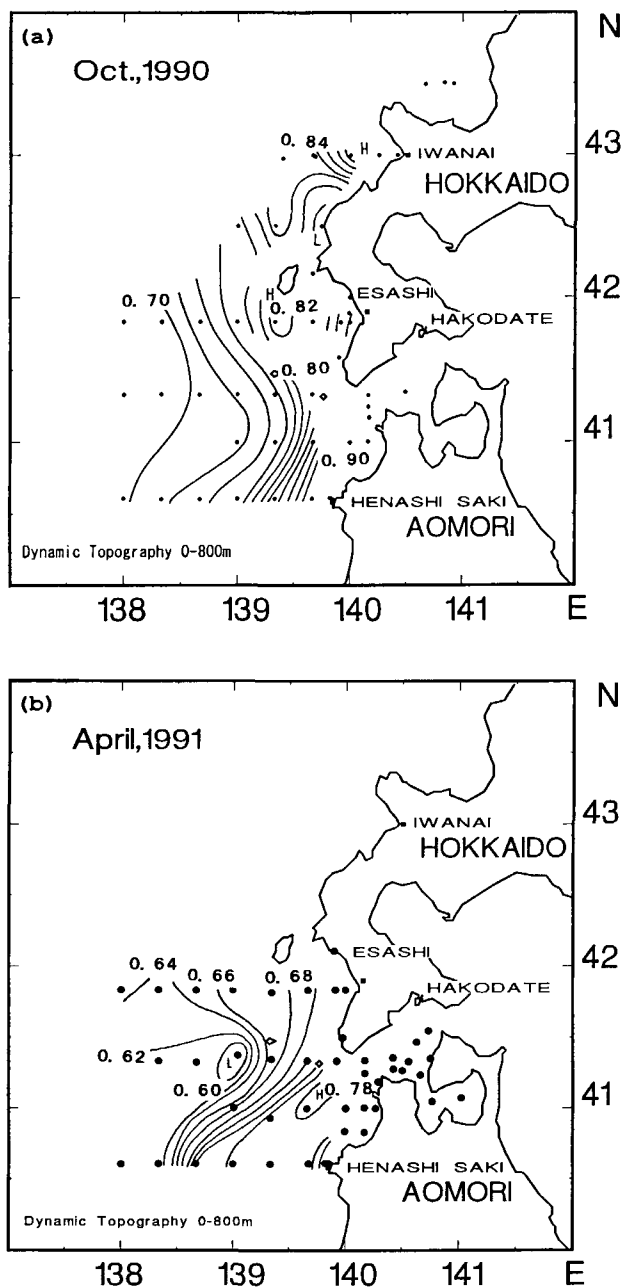 (a)
Oct.,1990
N
0. 84
H
IWANAI
43
HOKKAIDO
L
H
0. 70
0. 82
ESASHI
42
HAKODATE
0. 80
41
0. 90
HENASHI SAKI
AOMORI
Dynamic Topography 0-800m
138 139 140 141 E
(b)
April,1991
N
43
IWANAI
HOKKAIDO
0. 64
0. 66
0. 68
ESASHI
42
HAKODATE
0. 62
L
0. 60
H
0. 78
41
HENASHI SAKI
AOMORI
Dynamic Topography 0-800m
138 139 140 141 E